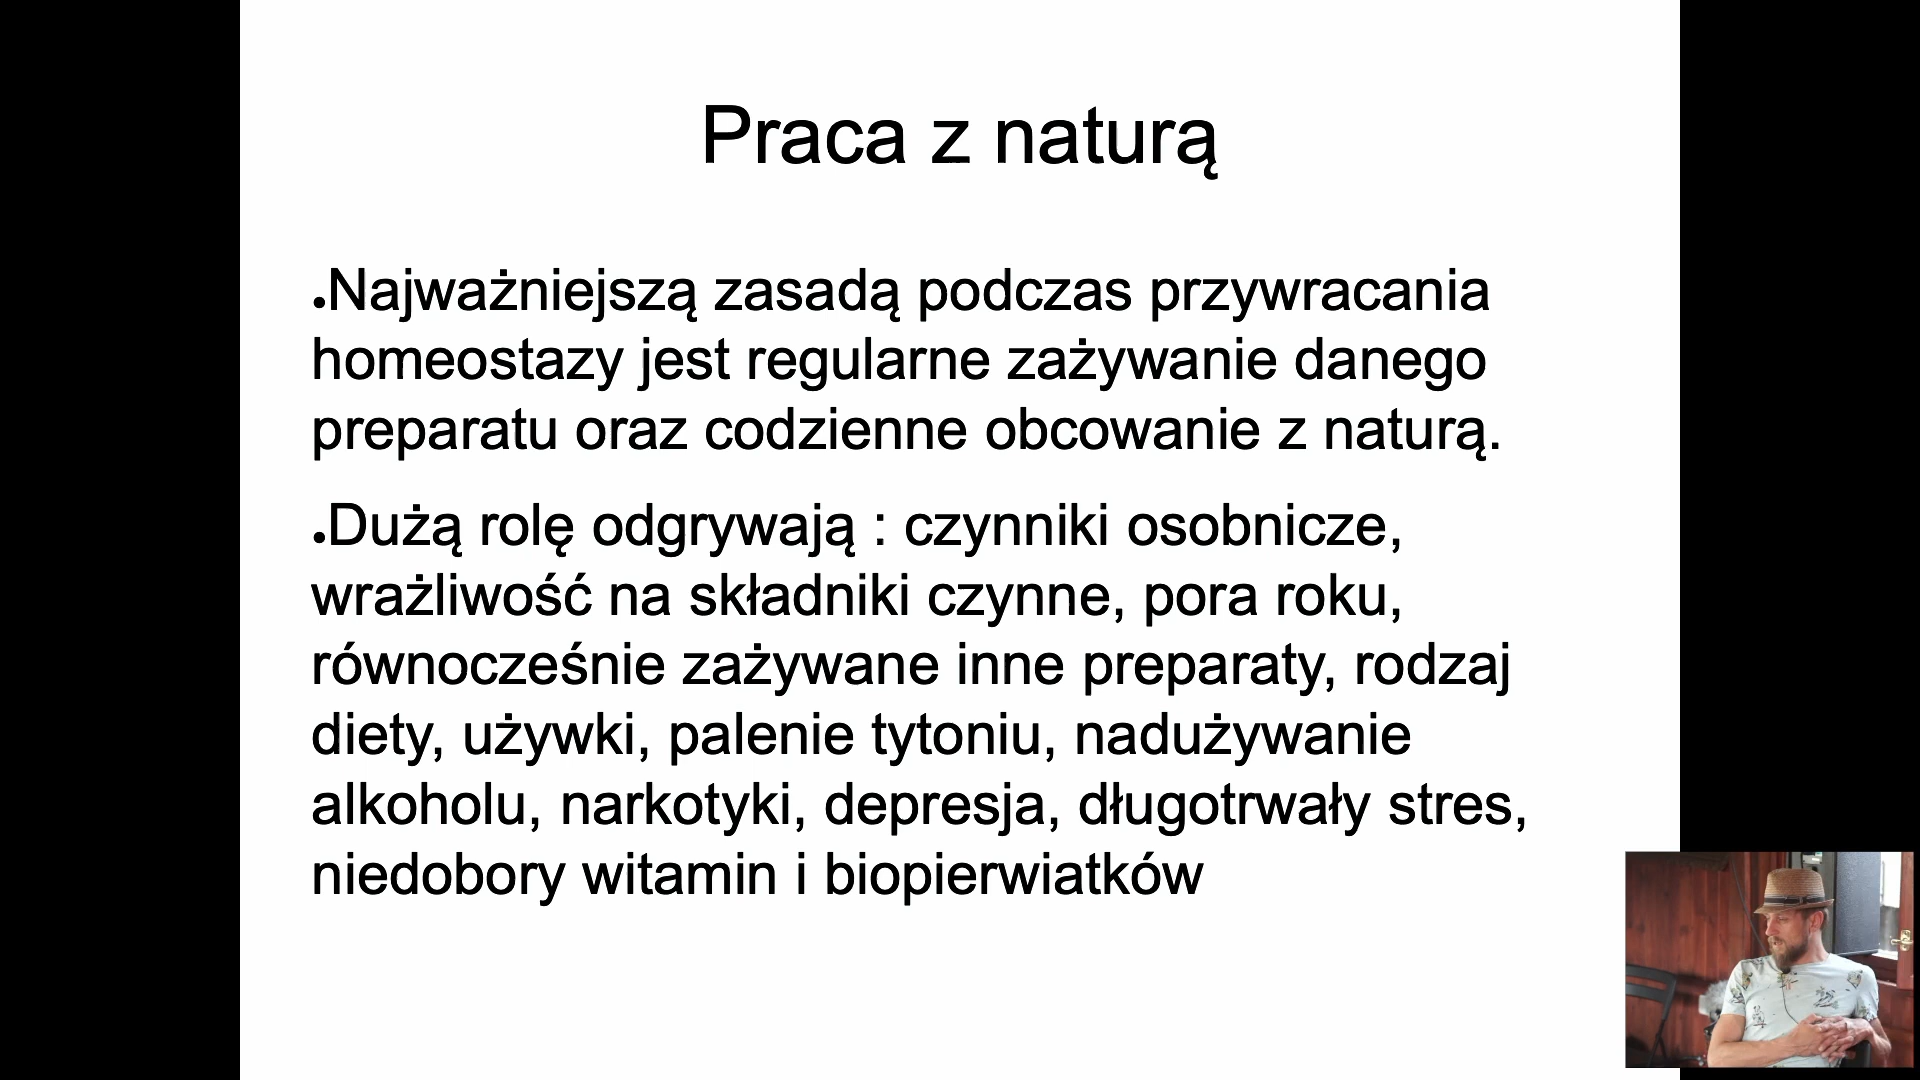 Praca z naturą
●Najważniejszą zasadą podczas przywracania
homeostazy jest regularne zażywanie danego
preparatu oraz codzienne obcowanie z naturą.
●Dużą rolę odgrywają : czynniki osobnicze,
wrażliwość na składniki czynne, pora roku,
równocześnie zażywane inne preparaty, rodzaj
diety, używki, palenie tytoniu, nadużywanie
alkoholu, narkotyki, depresja, długotrwały stres,
niedobory witamin i biopierwiatków